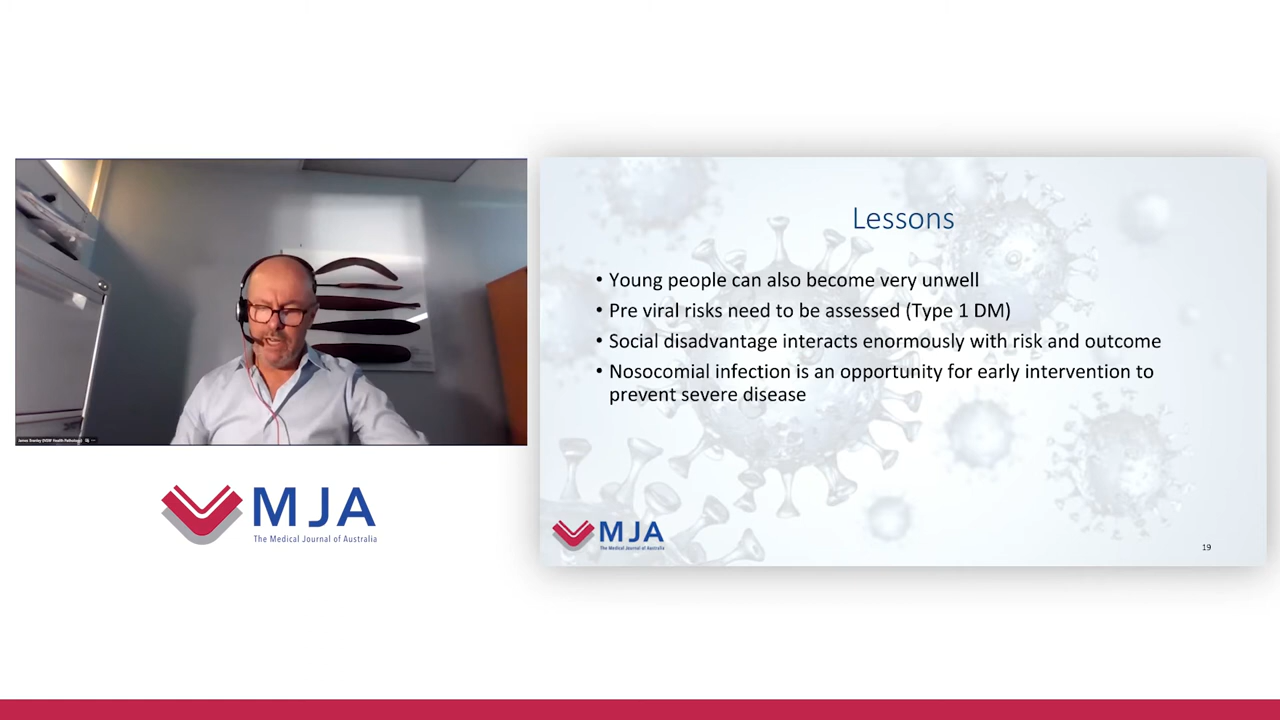 Lessons
• Young people can also become very unwell
• Pre viral risks need to be assessed (Type 1 DM)
• Social disadvantage interacts enormously with risk and outcome
• Nosocomial infection is an opportunity for early intervention to
prevent severe disease
MJA
The Medical Journal of Australia
19
MJA
The Medical Journal of Australia